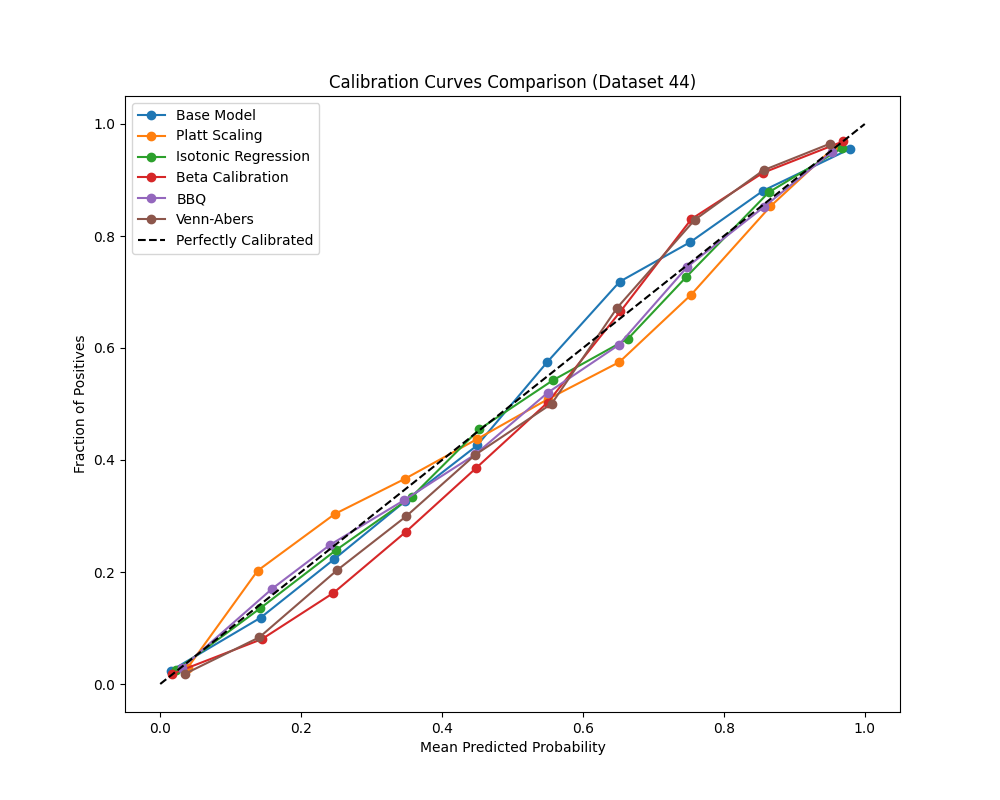 Calibration Curves Comparison (Dataset 44)
Base Model
Platt Scaling
Isotonic Regression
Beta Calibration
BBQ
Venn-Abers
Perfectly Calibrated
1.0
0.8
0.6
0.4
0.2
0.0
Fraction of Positives
0.0 0.2 0.4 0.6 0.8 1.0
Mean Predicted Probability